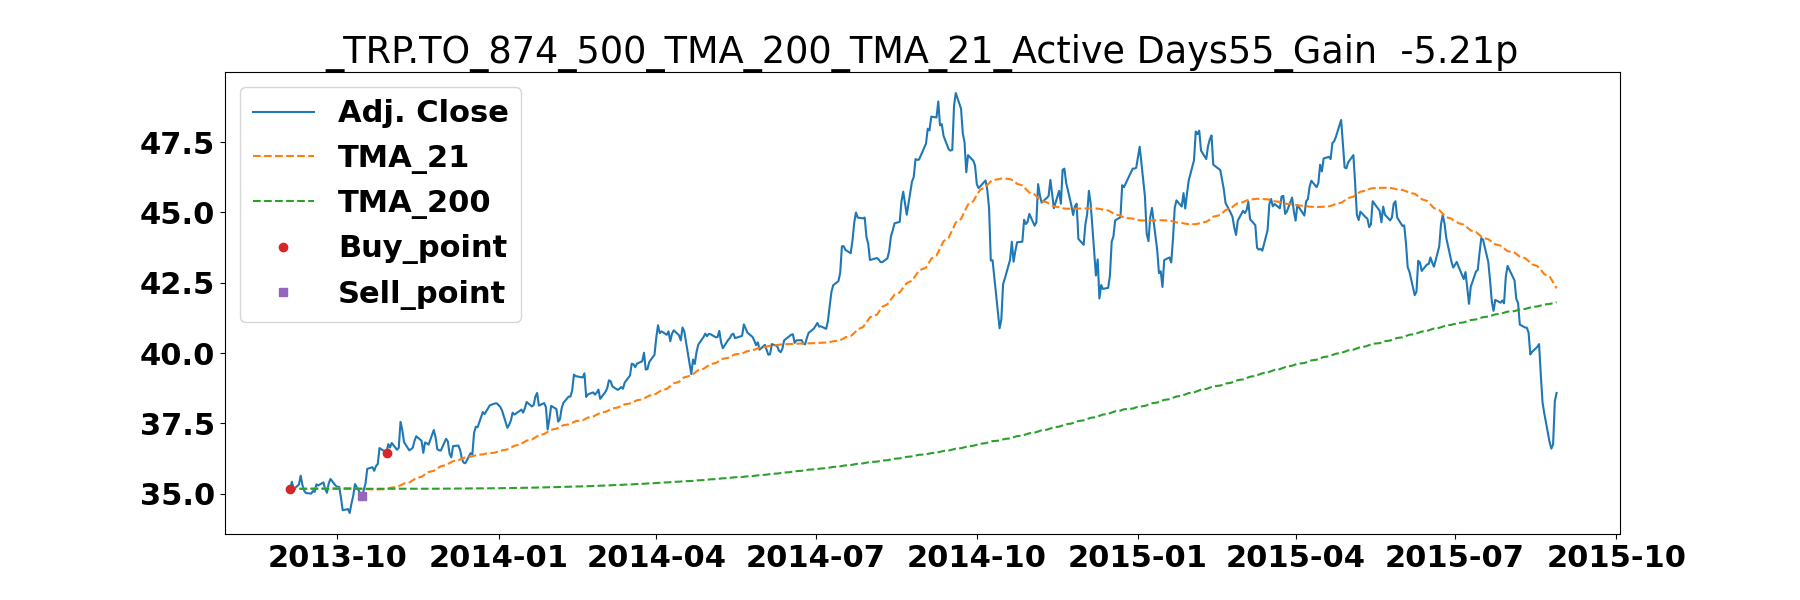 _TRP.TO_874_500_TMA_200_TMA_21_Active Days55_Gain  -5.21p
Adj. Close
TMA_21
TMA_200
Buy_point
Sell_point
47.5
45.0
42.5
40.0
37.5
35.0
2013-10 2014-01 2014-04 2014-07 2014-10 2015-01 2015-04 2015-07 2015-10